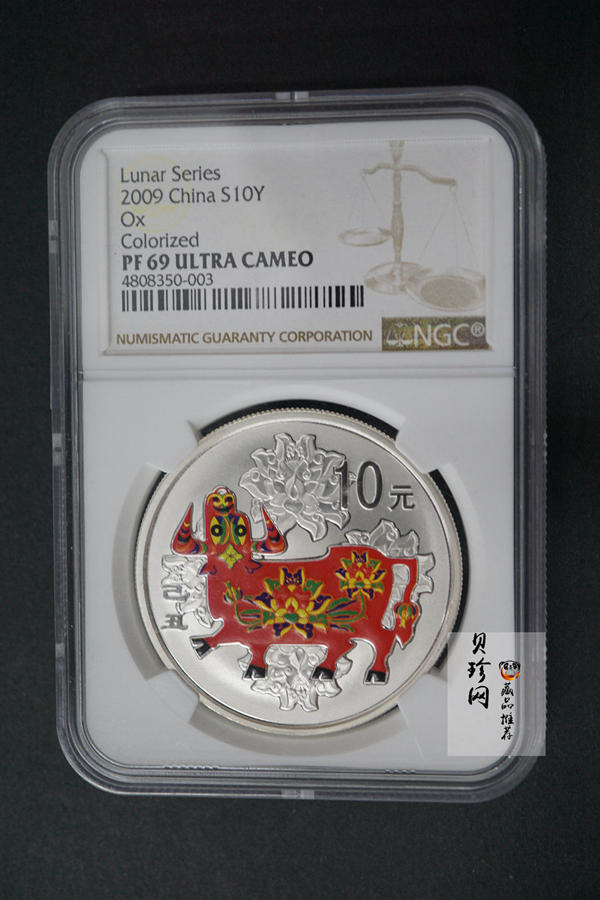 Lunar Series
2009 China S10Y
Ox
Colorized
PF 69 ULTRA CAMEO
4808350-003
NUMISMATIC GUARANTY CORPORATION
NGC®
10元
己丑
贝珍网
藏品推荐